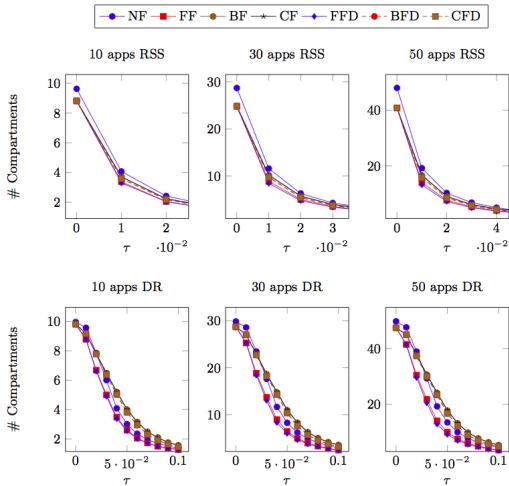 NF FF BF CF FFD BFD CFD
10 apps RSS 30 apps RSS 50 apps RSS
# Compartments
10 8 6 4 2
30 20 10
40 20
0 1 2 0 1 2 3 0 2 4
τ ·10⁻² τ ·10⁻² τ ·10⁻²
10 apps DR 30 apps DR 50 apps DR
# Compartments
10 8 6 4 2
30 20 10
40 20
0 5·10⁻² 0.1 0 5·10⁻² 0.1 0 5·10⁻² 0.1
τ τ τ